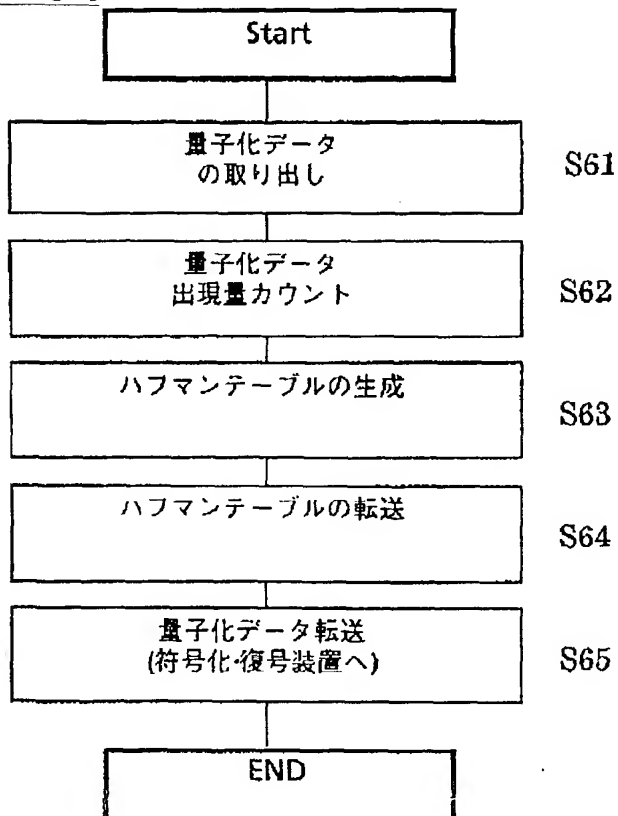 Start
量子化データ
の取り出し
S61
量子化データ
出現量カウント
S62
ハフマンテーブルの生成
S63
ハフマンテーブルの転送
S64
量子化データ転送
(符号化・復号装置へ)
S65
END